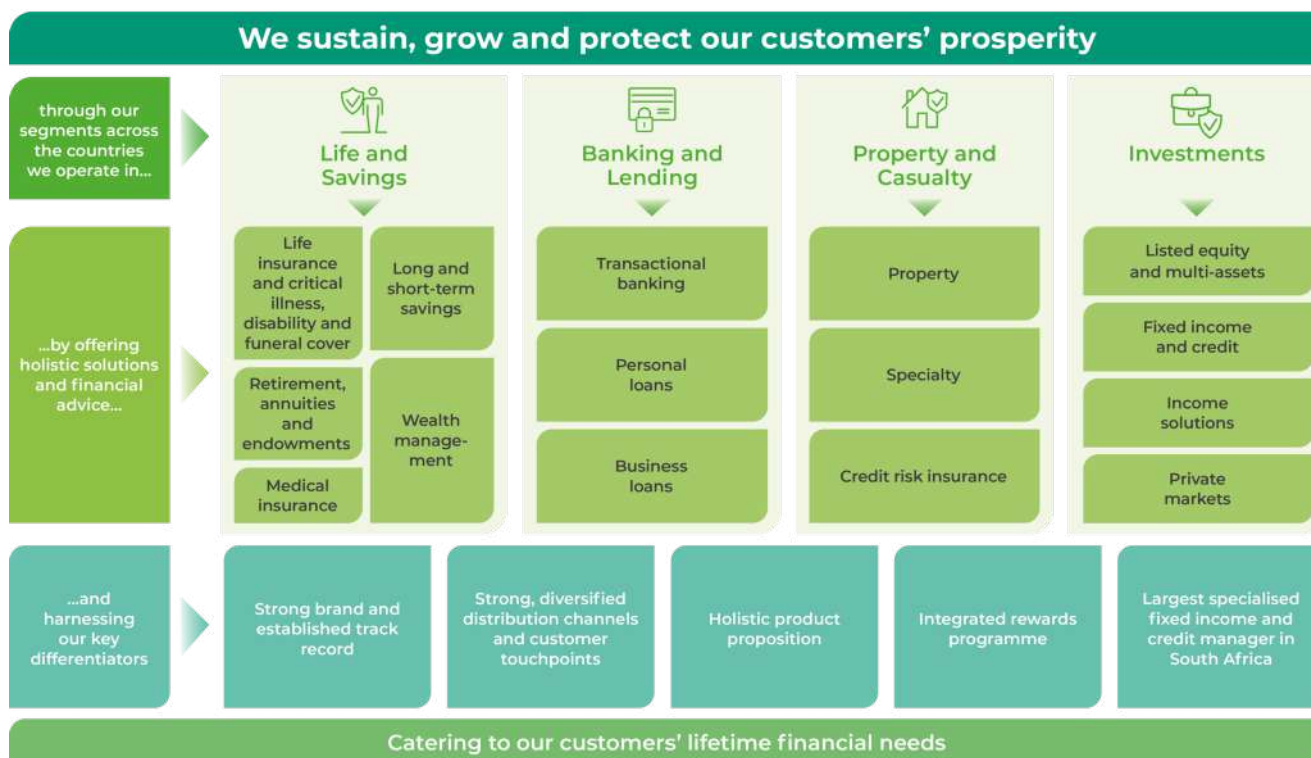 We sustain, grow and protect our customers’ prosperity
through our
segments across
the countries
we operate in...
Life and
Savings
Banking and
Lending
Property and
Casualty
Investments
...by offering
holistic solutions
and financial
advice...
Life
insurance
and critical
illness,
disability and
funeral cover
Retirement,
annuities
and
endowments
Medical
insurance
Long and
short-term
savings
Wealth
manage-
ment
Transactional
banking
Personal
loans
Business
loans
Property
Specialty
Credit risk insurance
Listed equity
and multi-assets
Fixed income
and credit
Income
solutions
Private
markets
...and
harnessing
our key
differentiators
Strong brand and
established track
record
Strong, diversified
distribution channels
and customer
touchpoints
Holistic product
proposition
Integrated rewards
programme
Largest specialised
fixed income and
credit manager in
South Africa
Catering to our customers’ lifetime financial needs